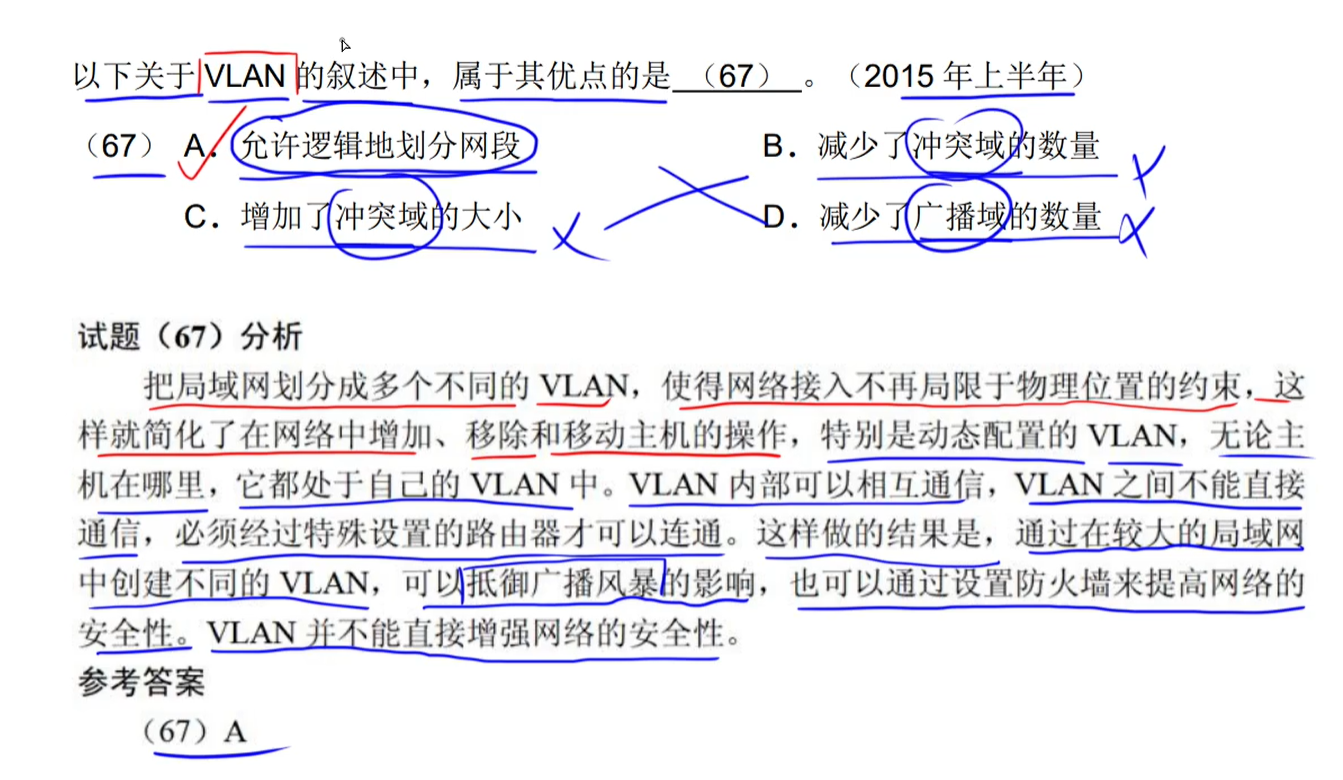 以下关于VLAN的叙述中，属于其优点的是 （67） 。（2015年上半年）
（67） A. 允许逻辑地划分网段 B. 减少了冲突域的数量
C. 增加了冲突域的大小 D. 减少了广播域的数量
试题（67）分析
把局域网划分成多个不同的 VLAN，使得网络接入不再局限于物理位置的约束，这
样就简化了在网络中增加、移除和移动主机的操作，特别是动态配置的 VLAN，无论主
机在哪里，它都处于自己的 VLAN 中。VLAN 内部可以相互通信，VLAN 之间不能直接
通信，必须经过特殊设置的路由器才可以连通。这样做的结果是，通过在较大的局域网
中创建不同的 VLAN，可以抵御广播风暴的影响，也可以通过设置防火墙来提高网络的
安全性。VLAN 并不能直接增强网络的安全性。
参考答案
（67）A